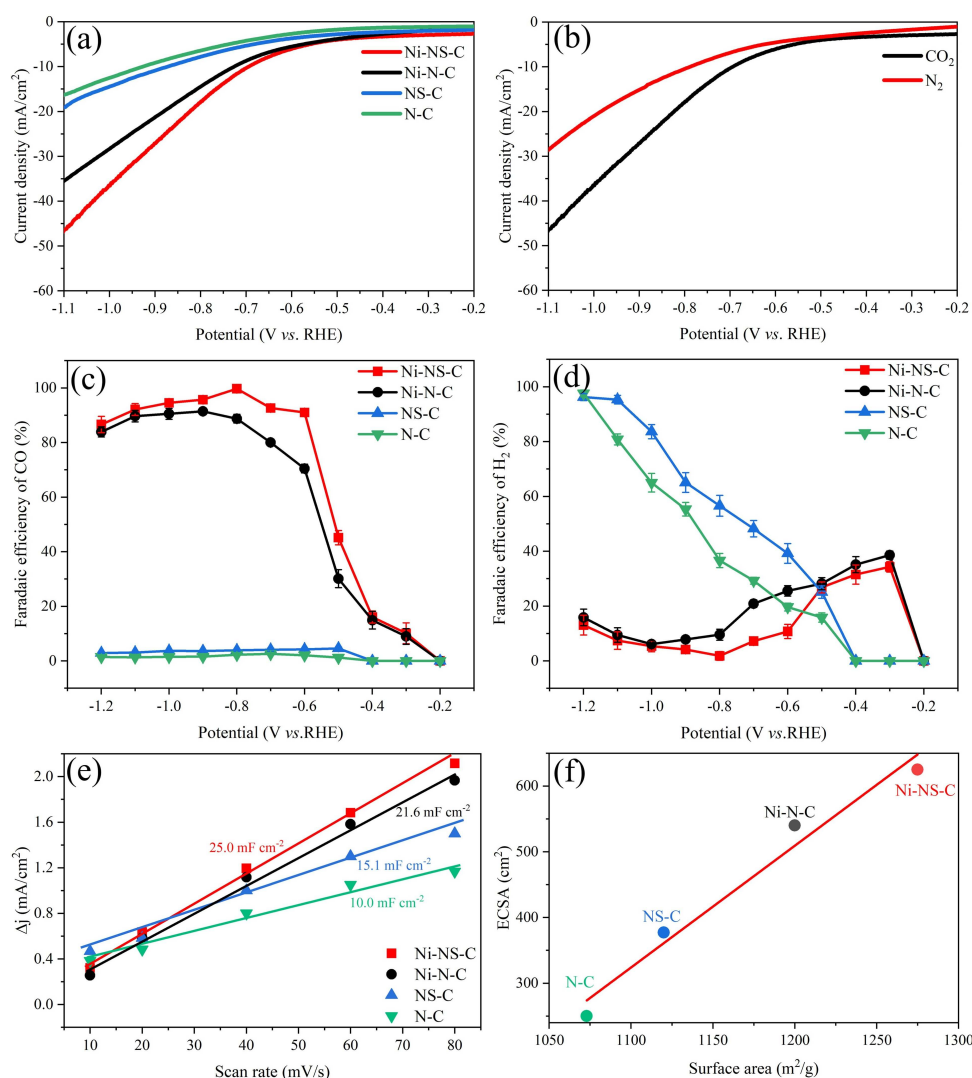 (a)
Ni-NS-C
Ni-N-C
NS-C
N-C
Current density (mA/cm²)
0
-10
-20
-30
-40
-50
-60
-1.1 -1.0 -0.9 -0.8 -0.7 -0.6 -0.5 -0.4 -0.3 -0.2
Potential (V vs. RHE)
(b)
CO₂
N₂
Current density (mA/cm²)
0
-10
-20
-30
-40
-50
-60
-1.1 -1.0 -0.9 -0.8 -0.7 -0.6 -0.5 -0.4 -0.3 -0.2
Potential (V vs. RHE)
(c)
Ni-NS-C
Ni-N-C
NS-C
N-C
Faradaic efficiency of CO (%)
100
80
60
40
20
0
-1.2 -1.0 -0.8 -0.6 -0.4 -0.2
Potential (V vs.RHE)
(d)
Ni-NS-C
Ni-N-C
NS-C
N-C
Faradaic efficiency of H₂ (%)
100
80
60
40
20
0
-1.2 -1.0 -0.8 -0.6 -0.4 -0.2
Potential (V vs.RHE)
(e)
25.0 mF cm⁻²
21.6 mF cm⁻²
15.1 mF cm⁻²
10.0 mF cm⁻²
Ni-NS-C
Ni-N-C
NS-C
N-C
Δj (mA/cm²)
2.0
1.6
1.2
0.8
0.4
0.0
10 20 30 40 50 60 70 80
Scan rate (mV/s)
(f)
Ni-NS-C
Ni-N-C
NS-C
N-C
ECSA (cm²)
600
500
400
300
1050 1100 1150 1200 1250 1300
Surface area (m²/g)